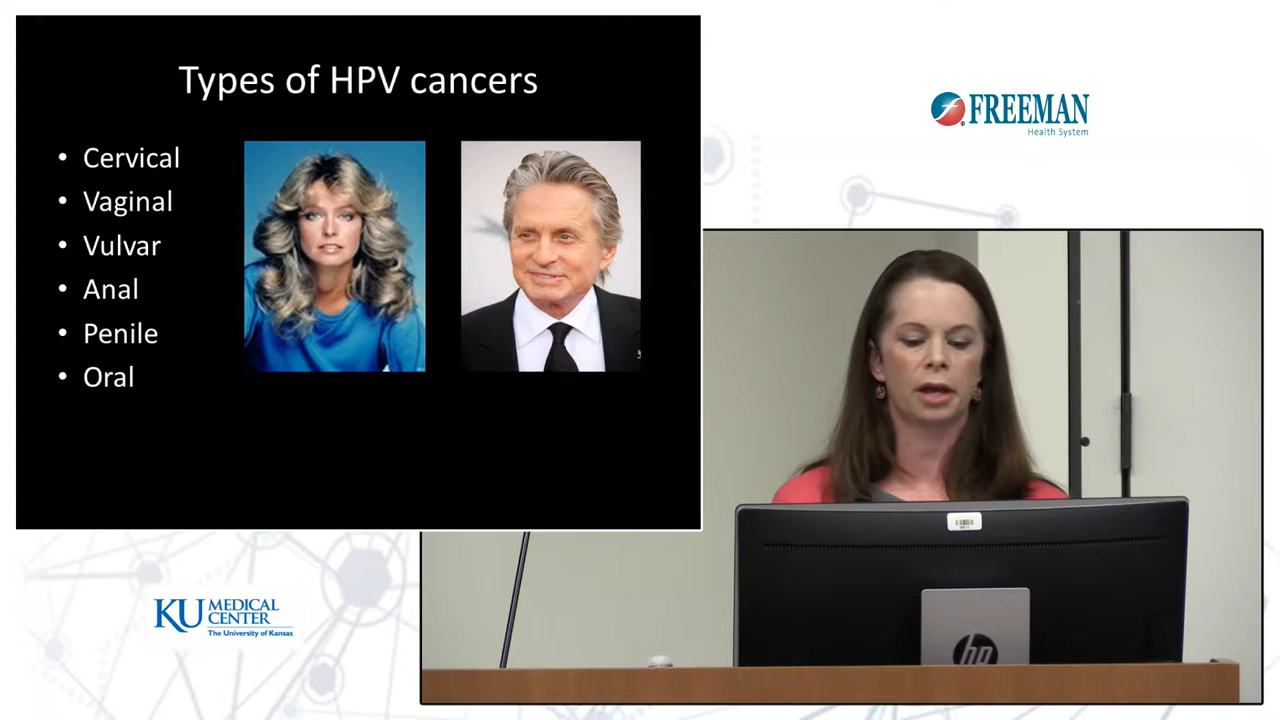 Types of HPV cancers
• Cervical
• Vaginal
• Vulvar
• Anal
• Penile
• Oral
FREEMAN
Health System
KU MEDICAL
CENTER
The University of Kansas
hp